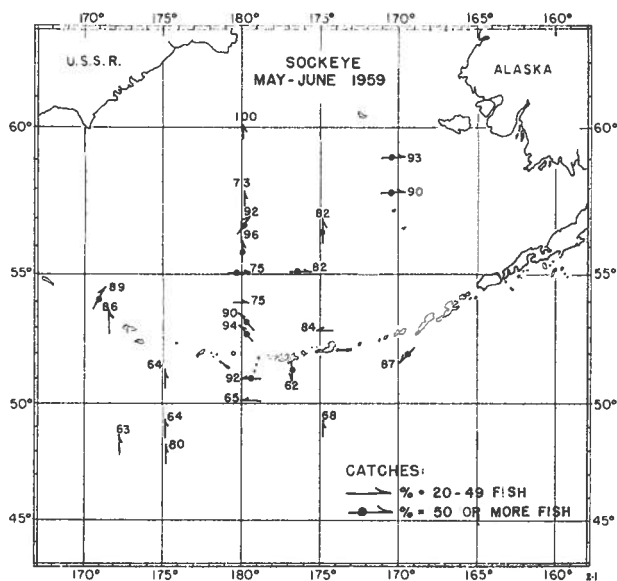 170° 175° 180° 175° 170° 165° 160°
U.S.S.R.
SOCKEYE
ALASKA
MAY-JUNE 1959
100
60° 60°
93
73
90
92
82
96
55° 75 82 55°
89
86
75
90
94
84
64
92
62
87
50° 65 50°
63
64
68
80
CATCHES:
% = 20-49 FISH
% = 50 OR MORE FISH
45° 45°
170° 175° 180° 175° 170° 165° 160°